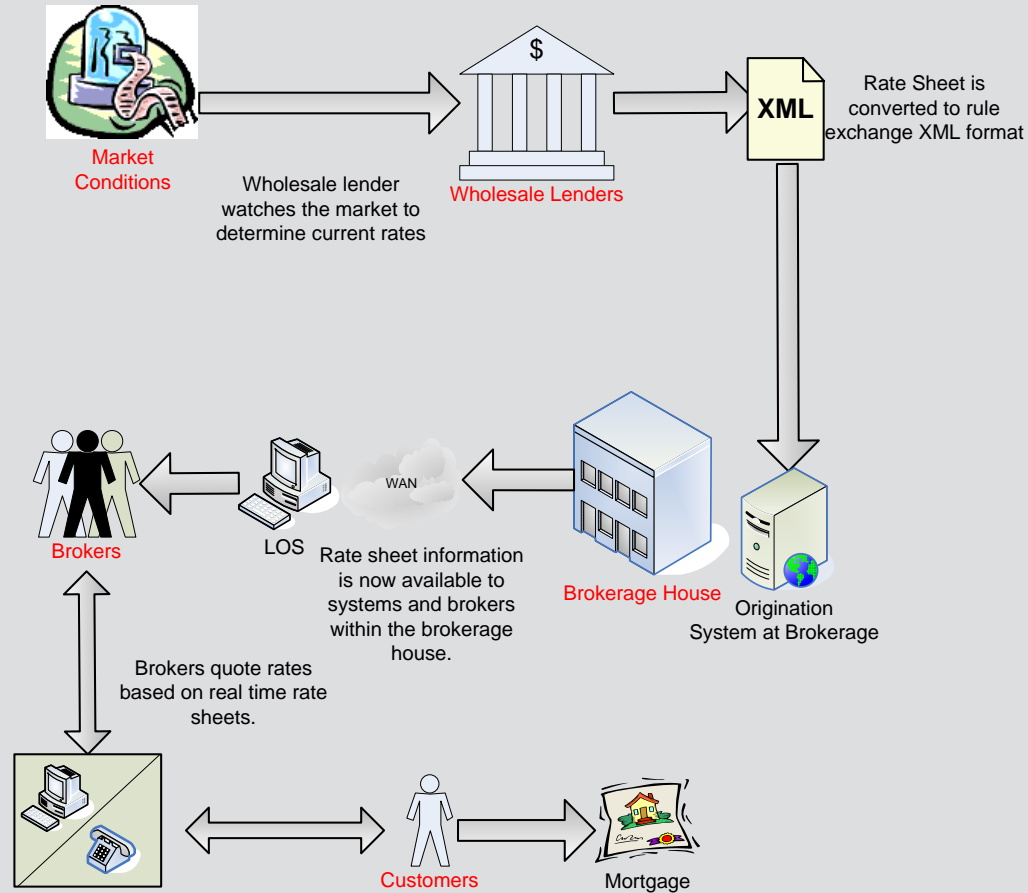 $
XML
Rate Sheet is
converted to rule
exchange XML format
Market
Conditions
Wholesale lender
watches the market to
determine current rates
Wholesale Lenders
Brokers
LOS
WAN
Rate sheet information
is now available to
systems and brokers
within the brokerage
house.
Brokerage House
Origination
System at Brokerage
Brokers quote rates
based on real time rate
sheets.
Customers
Mortgage